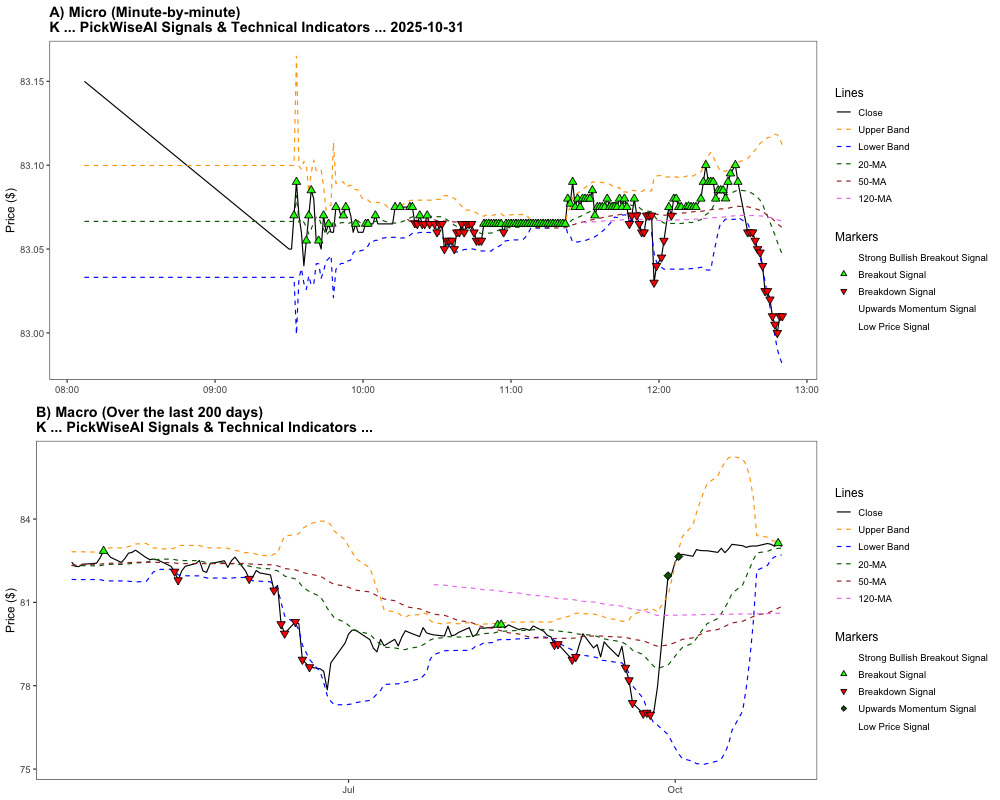 A) Micro (Minute-by-minute)
K ... PickWiseAI Signals & Technical Indicators ... 2025-10-31
Price ($)
83.15
83.10
83.05
83.00
08:00
09:00
10:00
11:00
12:00
13:00
Lines
Close
Upper Band
Lower Band
20-MA
50-MA
120-MA
Markers
Strong Bullish Breakout Signal
Breakout Signal
Breakdown Signal
Upwards Momentum Signal
Low Price Signal
B) Macro (Over the last 200 days)
K ... PickWiseAI Signals & Technical Indicators ...
Price ($)
84
81
78
75
Jul
Oct
Lines
Close
Upper Band
Lower Band
20-MA
50-MA
120-MA
Markers
Strong Bullish Breakout Signal
Breakout Signal
Breakdown Signal
Upwards Momentum Signal
Low Price Signal